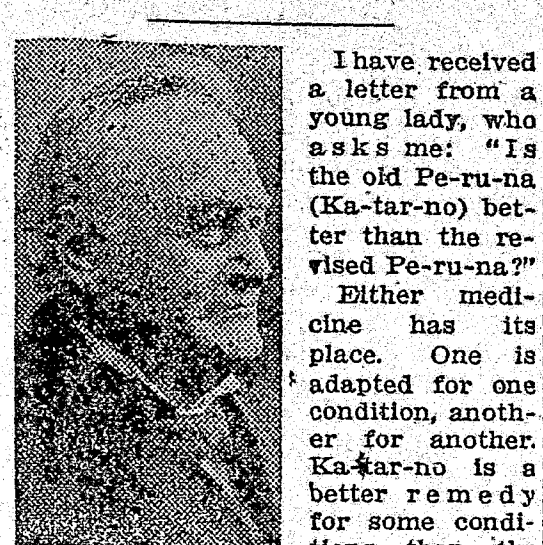 I have received
a letter from a
young lady, who
asks me: "Is
the old Pe-ru-na
(Ka-tar-no) bet-
ter than the re-
vised Pe-ru-na?"
Either medi-
cine has its
place. One is
adapted for one
condition, anoth-
er for another.
Ka-tar-no is a
better remedy
for some condi-